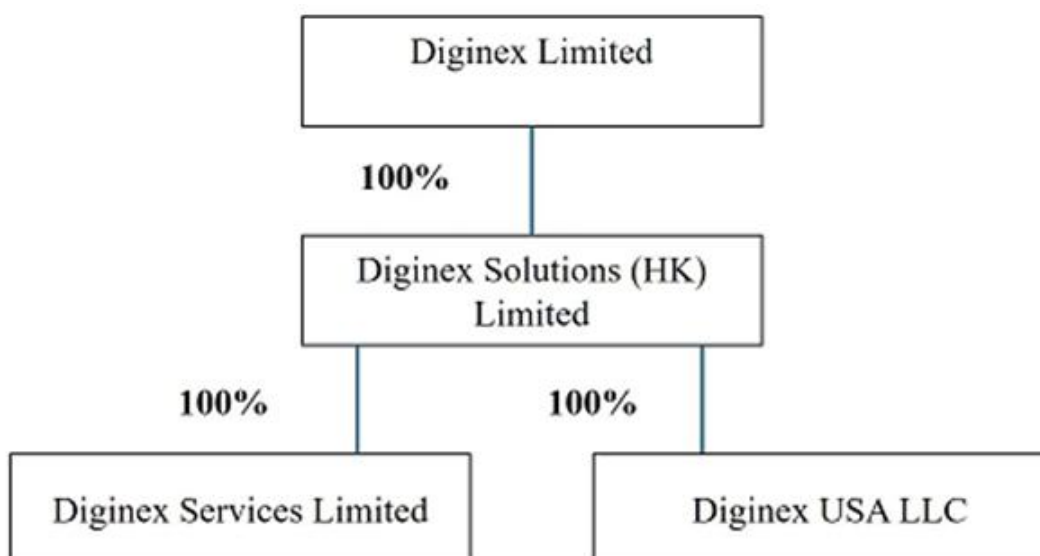 Diginex Limited
100%
Diginex Solutions (HK)
Limited
100%
100%
Diginex Services Limited
Diginex USA LLC